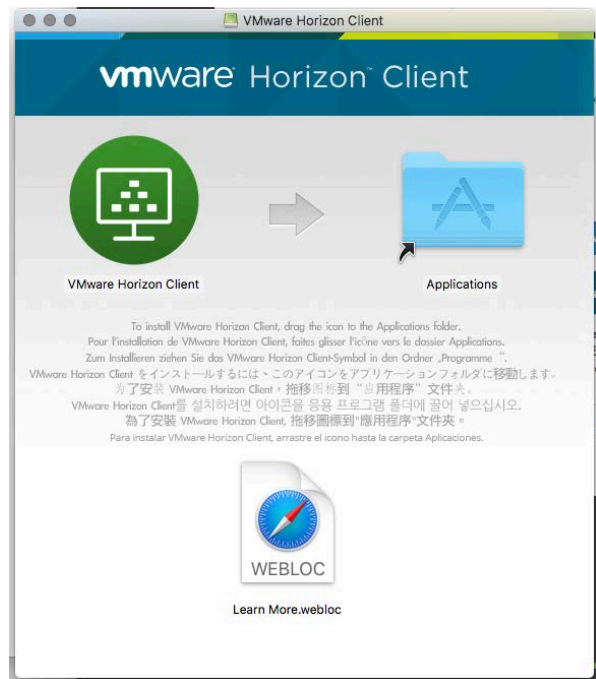 VMware Horizon Client
vmware Horizon™ Client
VMware Horizon Client
Applications
To install VMware Horizon Client, drag the icon to the Applications folder.
Pour l'installation de VMware Horizon Client, faites glisser l'icône vers le dossier Applications.
Zum Installieren ziehen Sie das VMware Horizon Client-Symbol in den Ordner „Programme “.
VMware Horizon Client をインストールするには、このアイコンをアプリケーションフォルダに移動します。
为了安装 VMware Horizon Client，拖移图标到 “应用程序” 文件夹。
VMware Horizon Client를 설치하려면 아이콘을 응용 프로그램 폴더에 끌어 넣으십시오.
為了安裝 VMware Horizon Client, 拖移圖標到"應用程序"文件夾。
Para instalar VMware Horizon Client, arrastre el icono hasta la carpeta Aplicaciones.
WEBLOC
Learn More.webloc